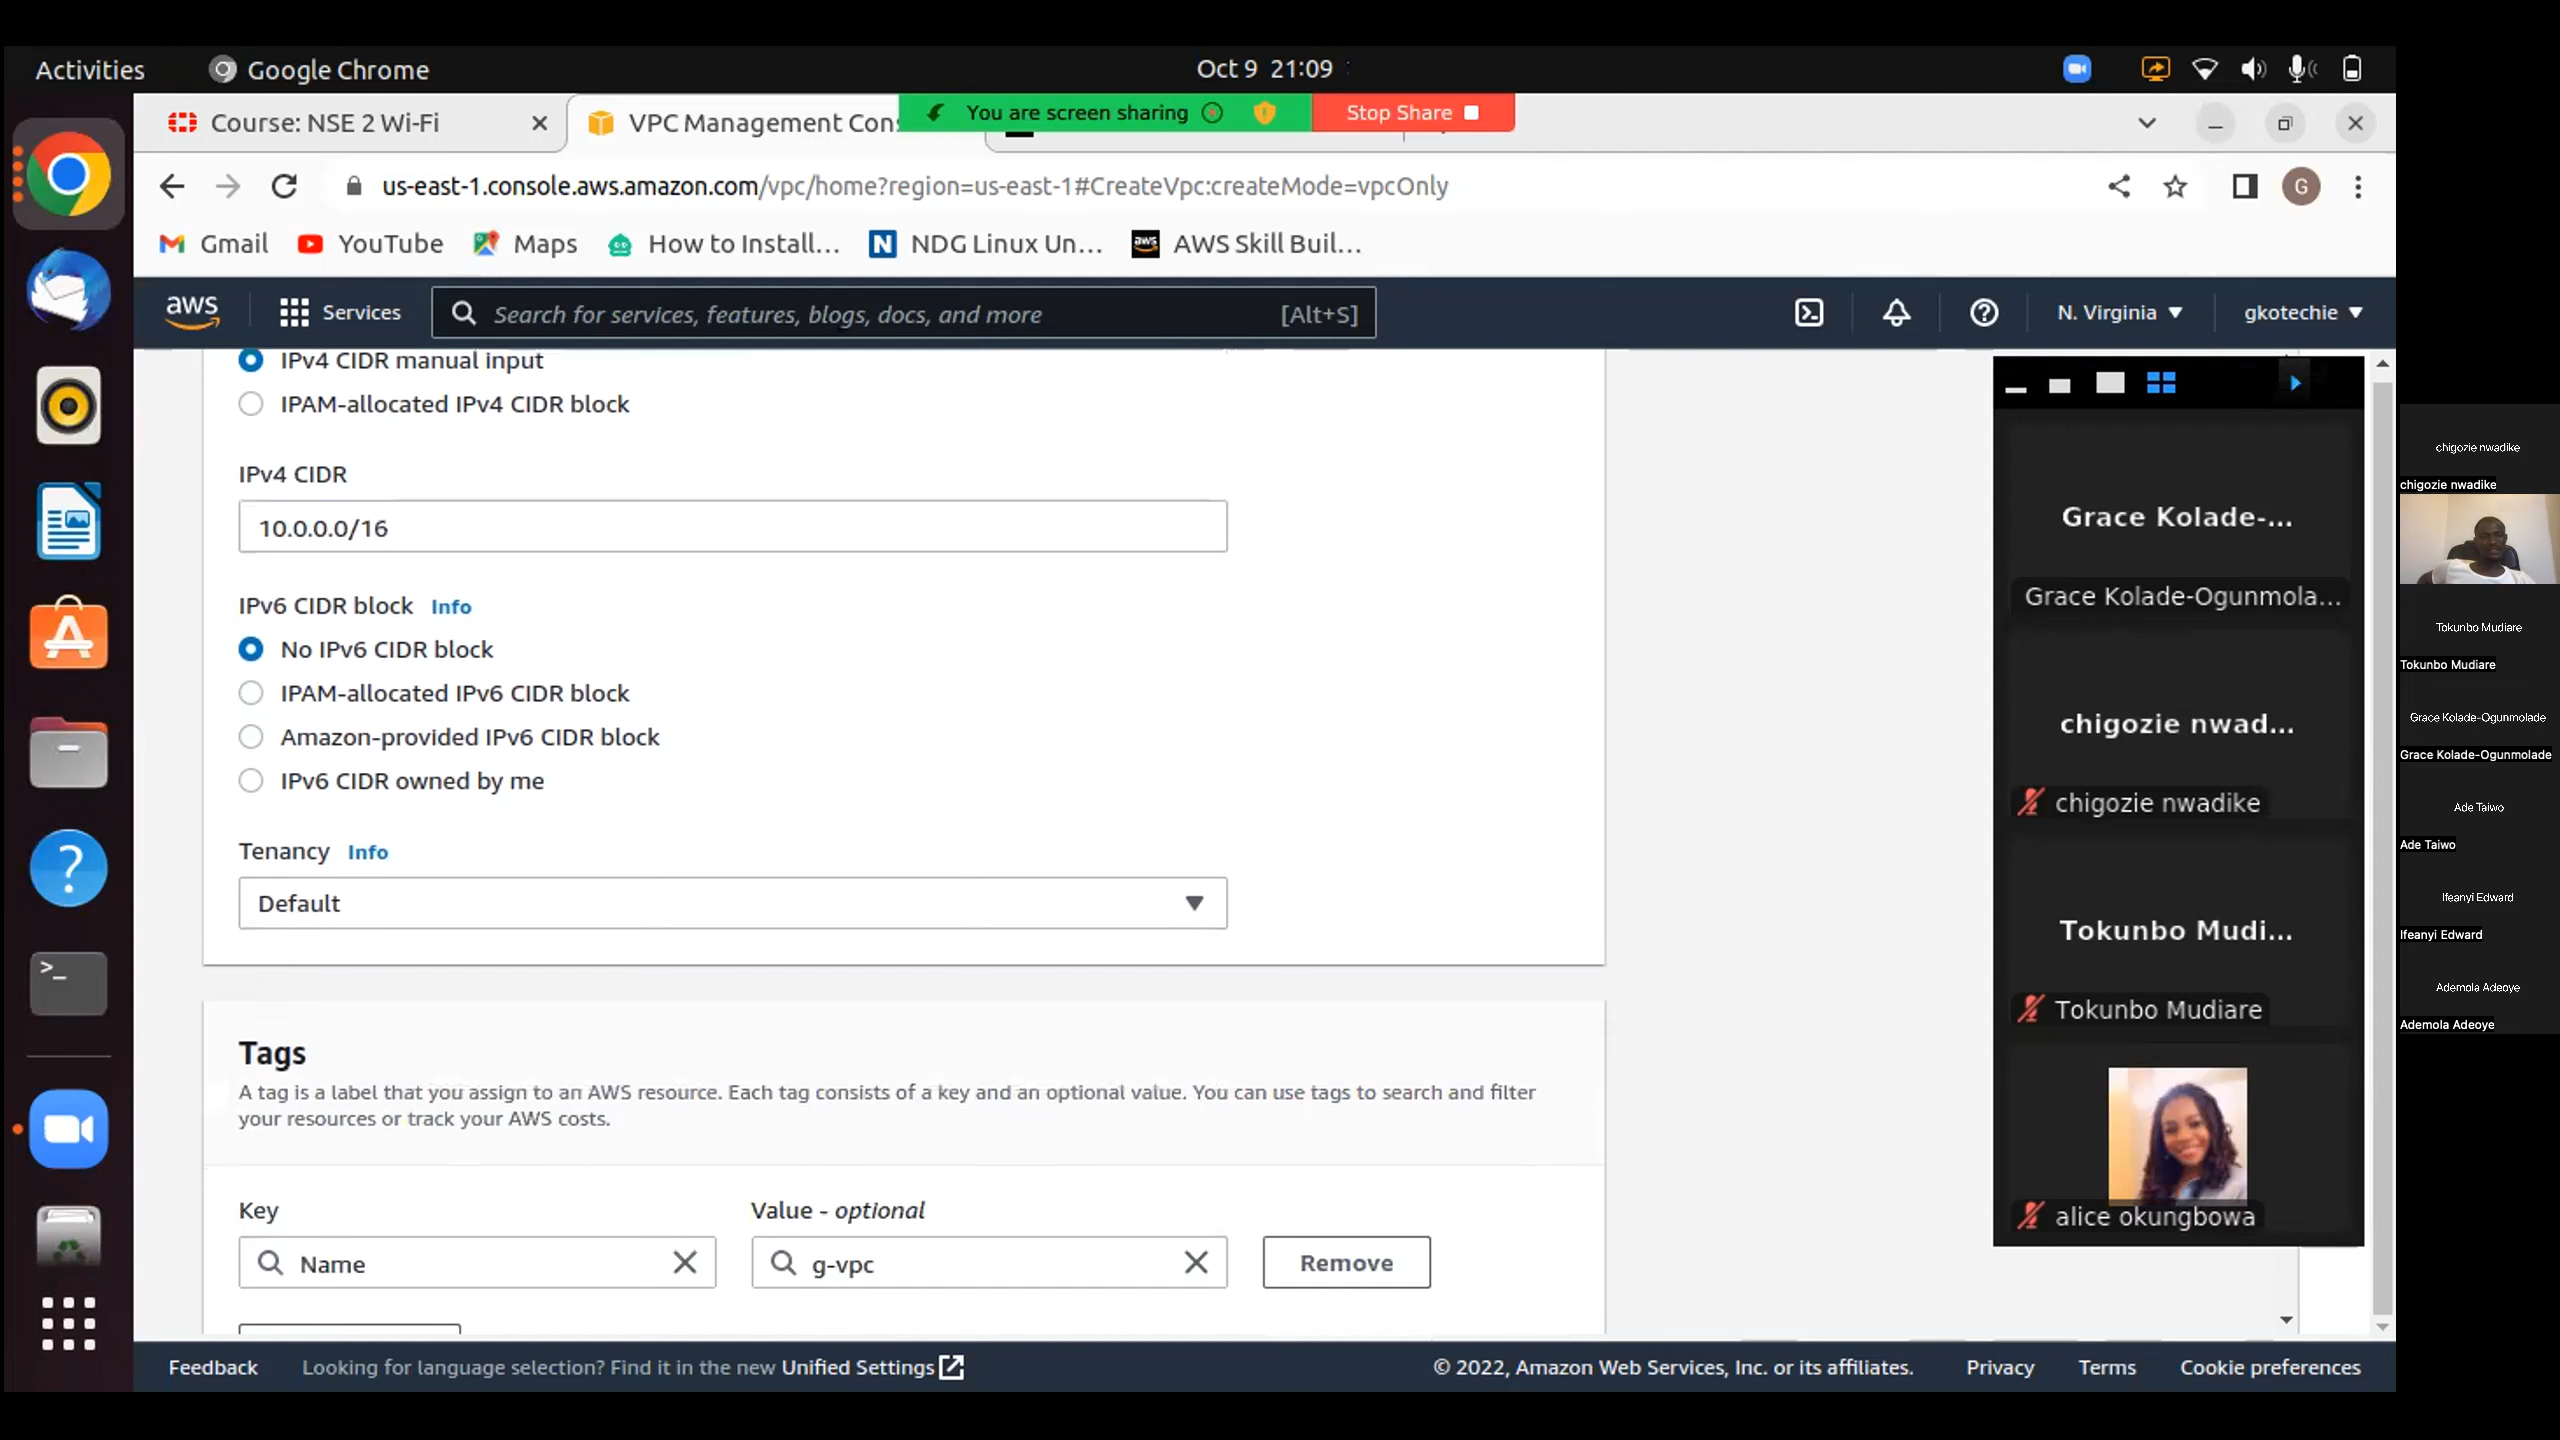 Activities
Google Chrome
Oct 9 21:09
Course: NSE 2 Wi-Fi
VPC Management Con
You are screen sharing
Stop Share
us-east-1.console.aws.amazon.com/vpc/home?region=us-east-1#CreateVpc:createMode=vpcOnly
G
Gmail
YouTube
Maps
How to Install...
NDG Linux Un...
AWS Skill Buil...
aws
Services
Search for services, features, blogs, docs, and more
[Alt+S]
N. Virginia
gkotechie
IPv4 CIDR manual input
IPAM-allocated IPv4 CIDR block
IPv4 CIDR
10.0.0.0/16
IPv6 CIDR block Info
No IPv6 CIDR block
IPAM-allocated IPv6 CIDR block
Amazon-provided IPv6 CIDR block
IPv6 CIDR owned by me
Tenancy Info
Default
Tags
A tag is a label that you assign to an AWS resource. Each tag consists of a key and an optional value. You can use tags to search and filter
your resources or track your AWS costs.
Key
Value - optional
Name
g-vpc
Remove
Feedback
Looking for language selection? Find it in the new Unified Settings
© 2022, Amazon Web Services, Inc. or its affiliates.
Privacy
Terms
Cookie preferences
Grace Kolade-...
Grace Kolade-Ogunmola...
chigozie nwad...
chigozie nwadike
Tokunbo Mudi...
Tokunbo Mudiare
alice okungbowa
chigozie nwadike
chigozie nwadike
Tokunbo Mudiare
Tokunbo Mudiare
Grace Kolade-Ogunmolade
Grace Kolade-Ogunmolade
Ade Taiwo
Ade Taiwo
Ifeanyi Edward
Ifeanyi Edward
Ademola Adeoye
Ademola Adeoye